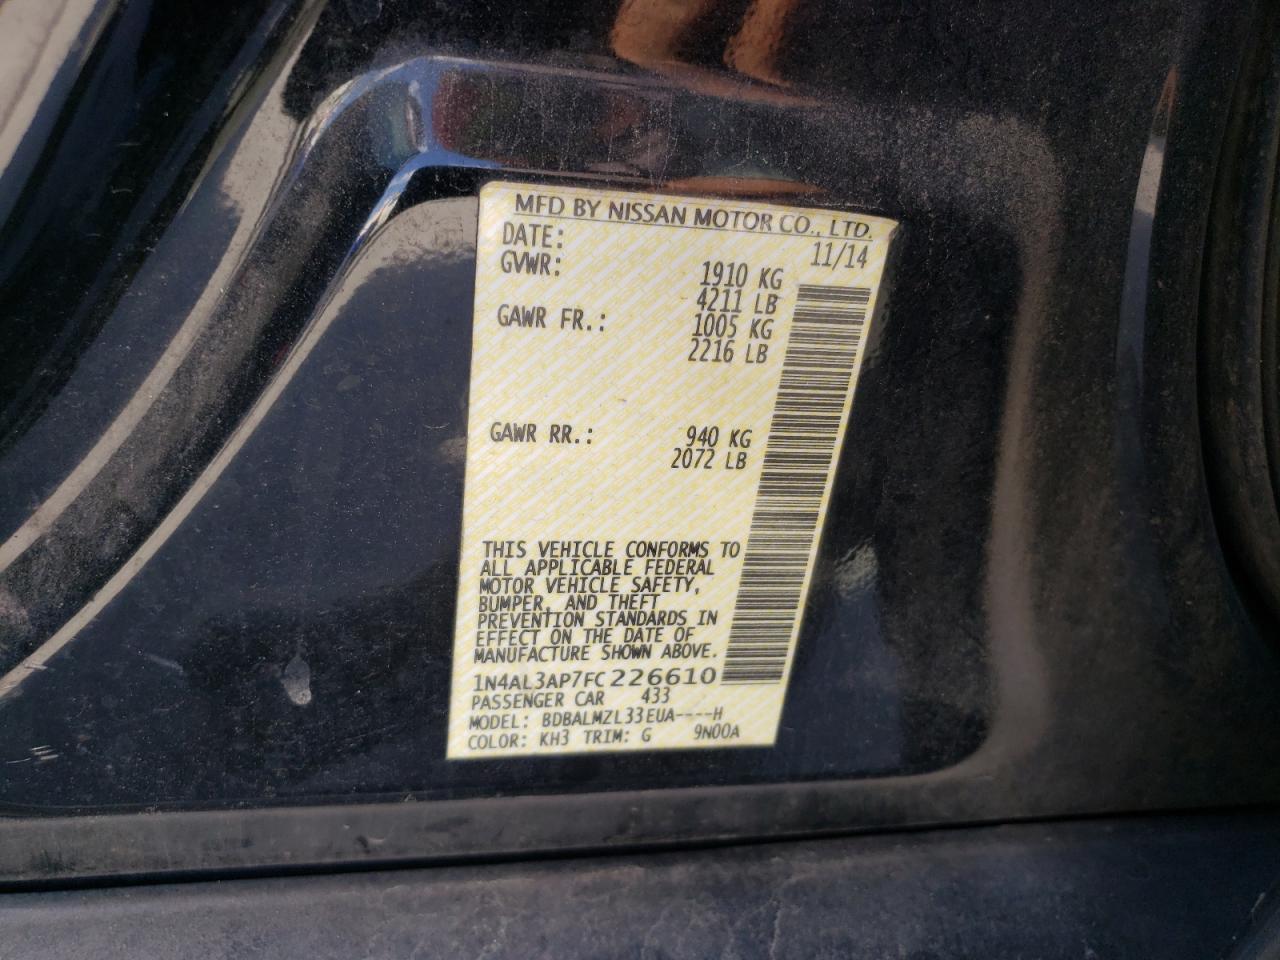 MFD BY NISSAN MOTOR CO., LTD.
DATE: 11/14
GVWR: 1910 KG
4211 LB
GAWR FR.: 1005 KG
2216 LB
GAWR RR.: 940 KG
2072 LB
THIS VEHICLE CONFORMS TO
ALL APPLICABLE FEDERAL
MOTOR VEHICLE SAFETY,
BUMPER, AND THEFT
PREVENTION STANDARDS IN
EFFECT ON THE DATE OF
MANUFACTURE SHOWN ABOVE.
1N4AL3AP7FC226610
PASSENGER CAR 433
MODEL: BDBALMZL33EUA----H
COLOR: KH3 TRIM: G 9N00A